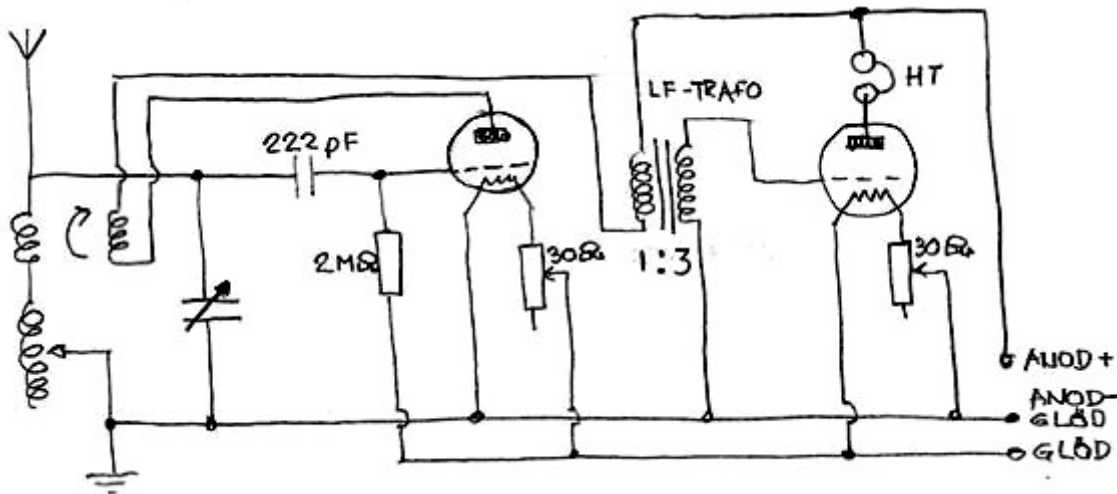 HT
LF-TRAFO
222 pF
2MΩ
30Ω
1:3
30Ω
ANOD+
ANOD-
GLÖD
GLÖD